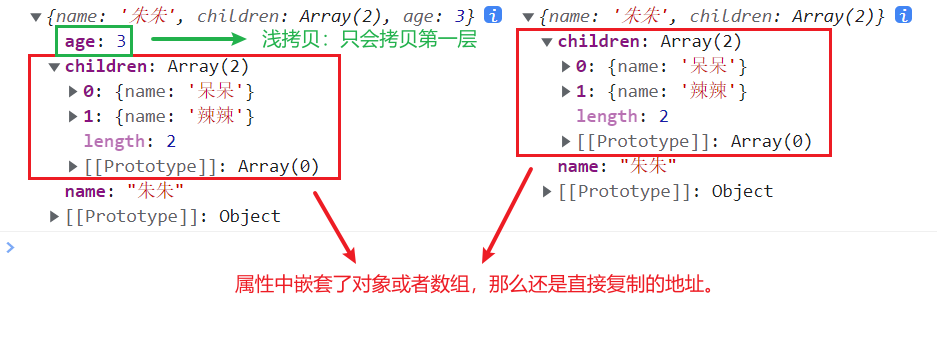 {name: '朱朱', children: Array(2), age: 3} i
age: 3
浅拷贝：只会拷贝第一层
children: Array(2)
0: {name: '呆呆'}
1: {name: '辣辣'}
length: 2
[[Prototype]]: Array(0)
name: "朱朱"
[[Prototype]]: Object
{name: '朱朱', children: Array(2)} i
children: Array(2)
0: {name: '呆呆'}
1: {name: '辣辣'}
length: 2
[[Prototype]]: Array(0)
name: "朱朱"
[[Prototype]]: Object
属性中嵌套了对象或者数组，那么还是直接复制的地址。